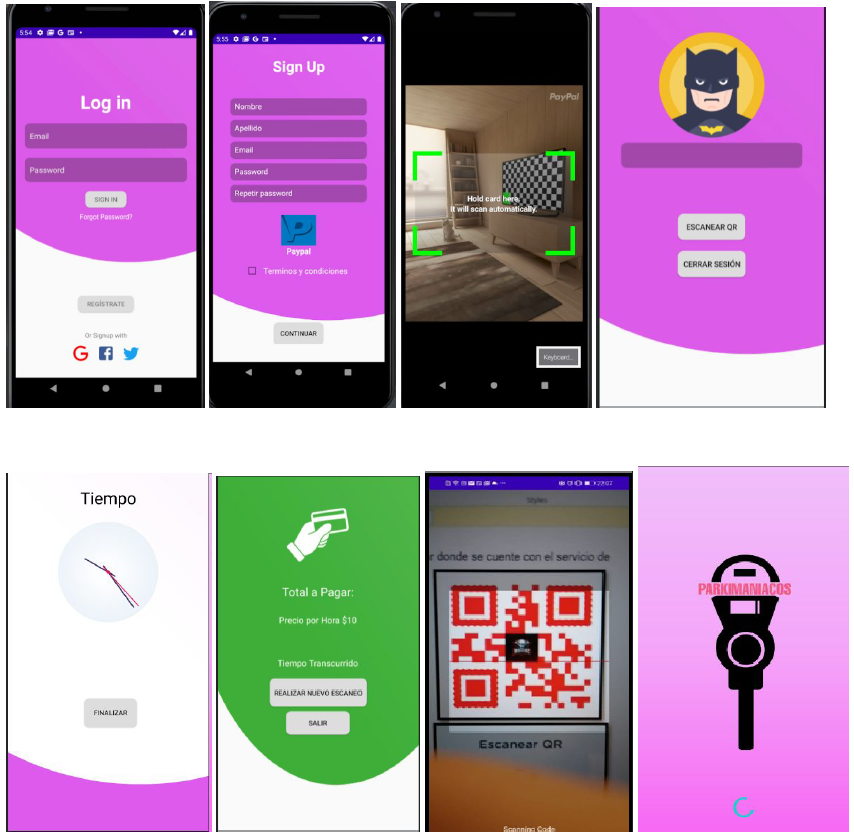 5:54
Log in
Email
Password
SIGN IN
Forgot Password?
REGÍSTRATE
Or Signup with
5:55
Sign Up
Nombre
Apellido
Email
Password
Repetir password
Paypal
Terminos y condiciones
CONTINUAR
PayPal
Hold card here.
It will scan automatically.
Keyboard...
ESCANEAR QR
CERRAR SESIÓN
Tiempo
FINALIZAR
Total a Pagar:
Precio por Hora $10
Tiempo Transcurrido
REALIZAR NUEVO ESCANEO
SALIR
22:07
Styles
r donde se cuente con el servicio de
Escanear QR
Scanning Code
PARKIMANIACOS